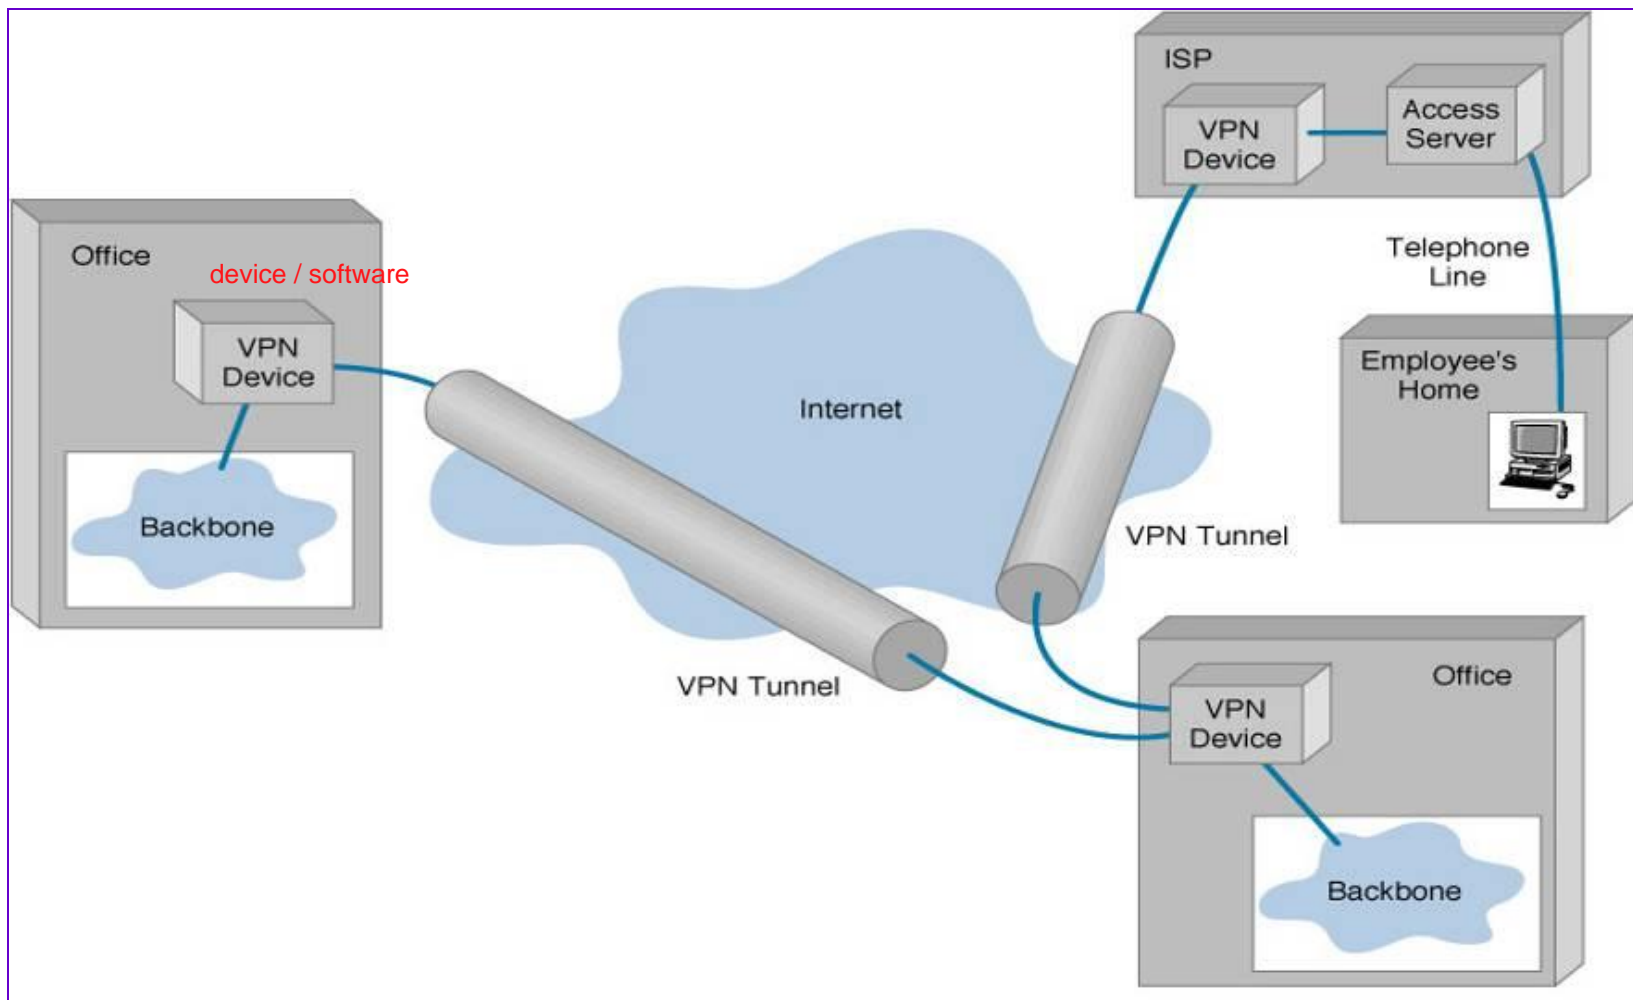 ISP
VPN
Device
Access
Server
Telephone
Line
Employee's
Home
Office
device / software
VPN
Device
Backbone
Internet
VPN Tunnel
VPN Tunnel
Office
VPN
Device
Backbone